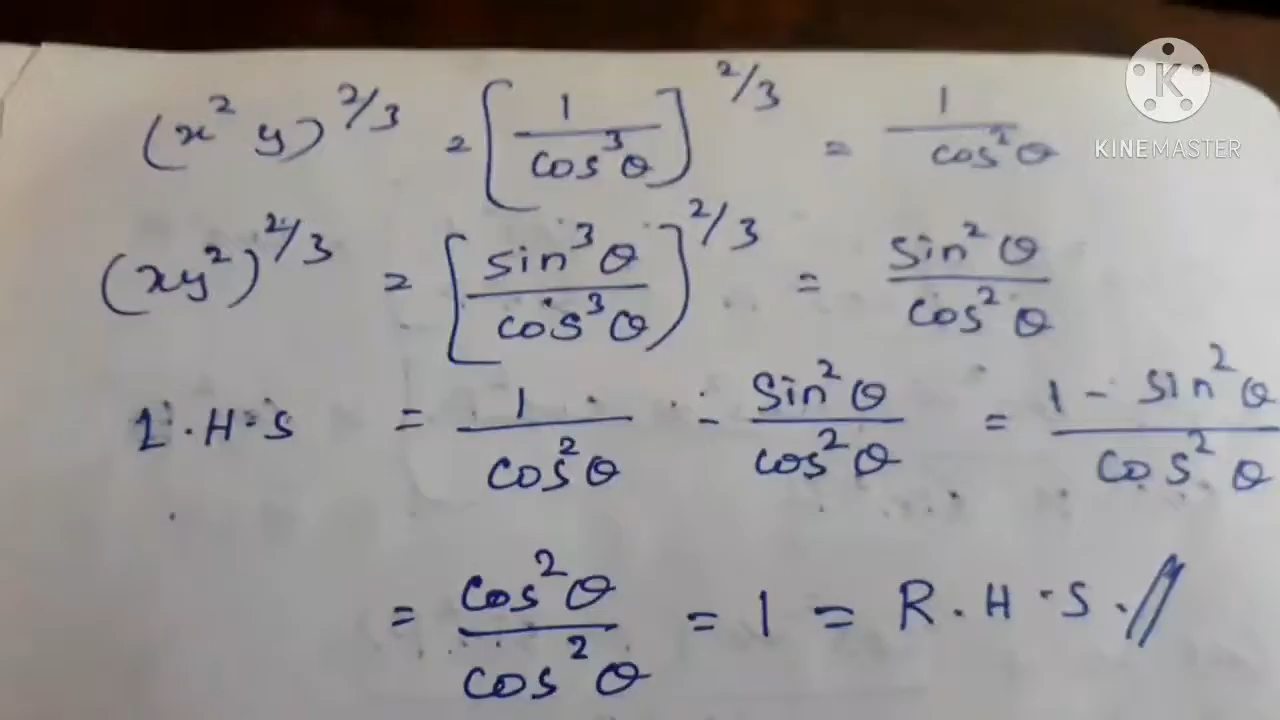 (x² y)^2/3 = [1/cos³θ]^2/3 = 1/cos²θ
KINEMASTER
(xy²)^2/3 = [sin³θ/cos³θ]^2/3 = sin²θ/cos²θ
L.H.S = 1/cos²θ - sin²θ/cos²θ = 1 - sin²θ/cos²θ
= cos²θ/cos²θ = 1 = R.H.S.//